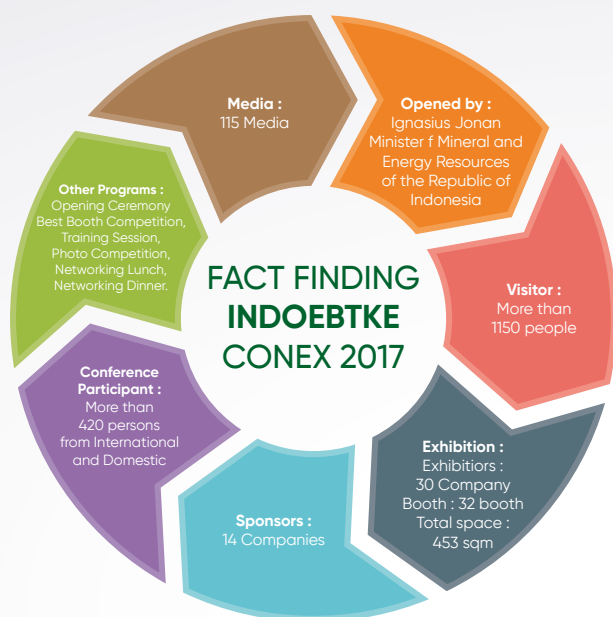 FACT FINDING
INDOEBTKE
CONEX 2017
Opened by :
Ignasius Jonan
Minister f Mineral and
Energy Resources
of the Republic of
Indonesia
Visitor :
More than
1150 people
Exhibition :
Exhibitiors :
30 Company
Booth : 32 booth
Total space :
453 sqm
Sponsors :
14 Companies
Conference
Participant :
More than
420 persons
from International
and Domestic
Other Programs :
Opening Ceremony
Best Booth Competition,
Training Session,
Photo Competition,
Networking Lunch,
Networking Dinner.
Media :
115 Media